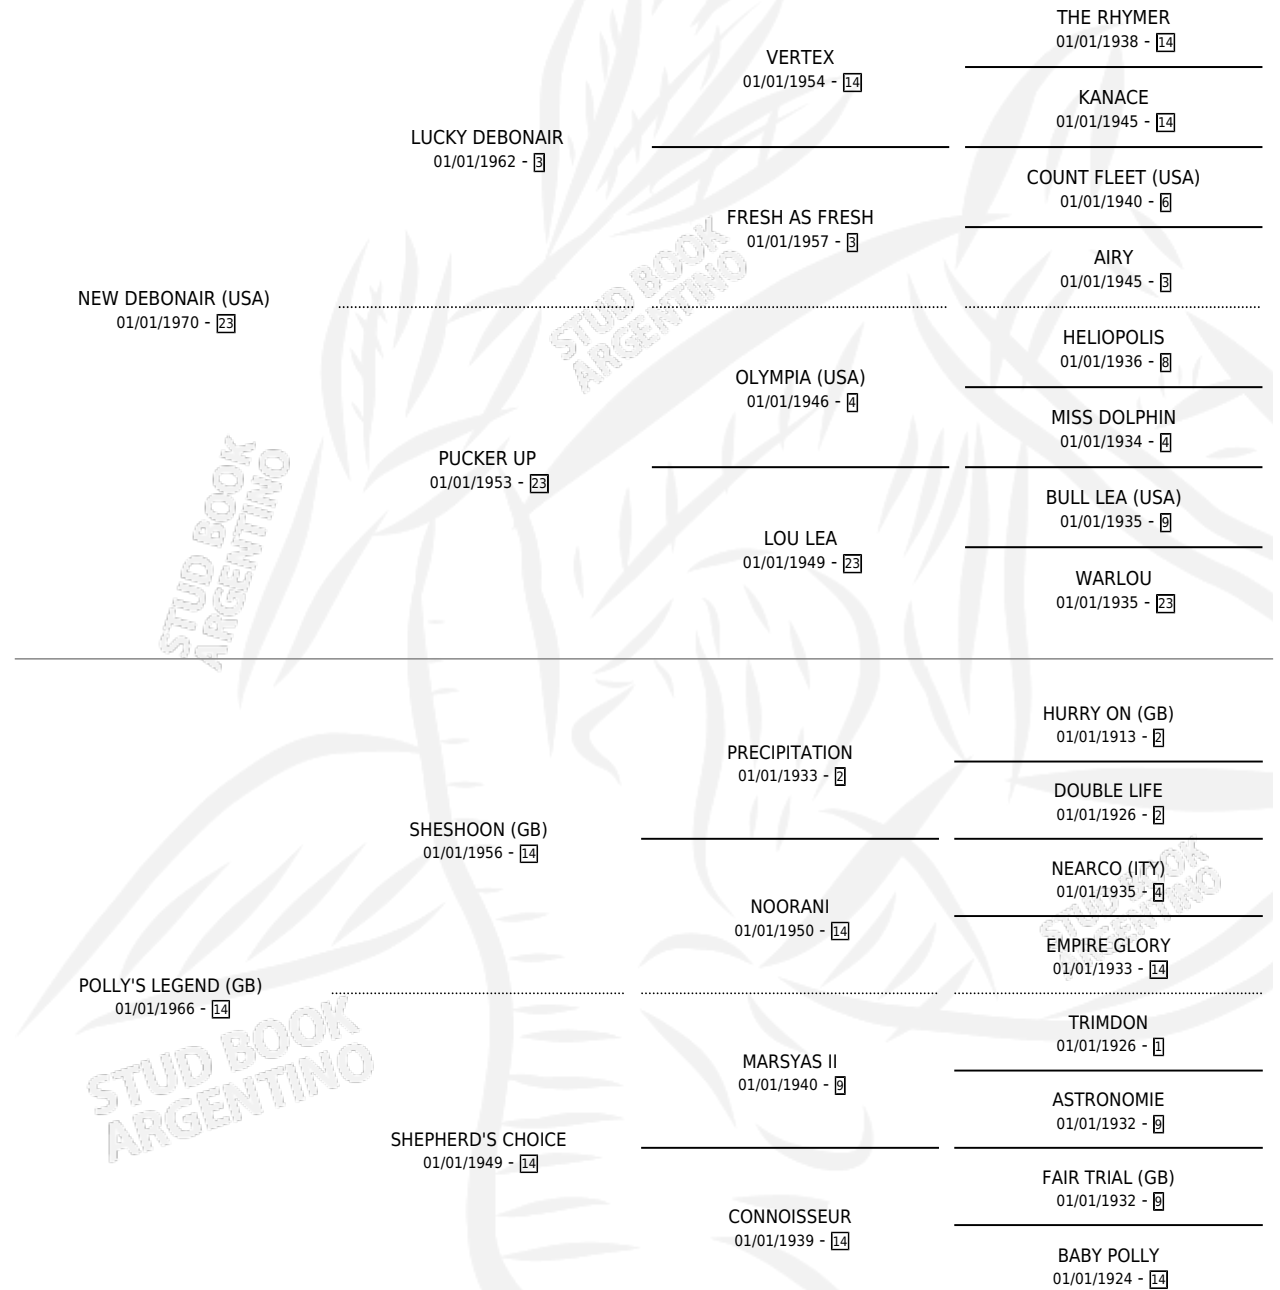 THE RHYMER
01/01/1938 - 14
VERTEX
01/01/1954 - 14
KANACE
01/01/1945 - 14
LUCKY DEBONAIR
01/01/1962 - 3
COUNT FLEET (USA)
01/01/1940 - 6
FRESH AS FRESH
01/01/1957 - 3
AIRY
01/01/1945 - 3
NEW DEBONAIR (USA)
01/01/1970 - 23
HELIOPOLIS
01/01/1936 - 8
OLYMPIA (USA)
01/01/1946 - 4
MISS DOLPHIN
01/01/1934 - 4
PUCKER UP
01/01/1953 - 23
BULL LEA (USA)
01/01/1935 - 9
LOU LEA
01/01/1949 - 23
WARLOU
01/01/1935 - 23
STUD BOOK
ARGENTINO
STUD BOOK
ARGENTINO
HURRY ON (GB)
01/01/1913 - 2
PRECIPITATION
01/01/1933 - 2
DOUBLE LIFE
01/01/1926 - 2
SHESHOON (GB)
01/01/1956 - 14
NEARCO (ITY)
01/01/1935 - 4
NOORANI
01/01/1950 - 14
EMPIRE GLORY
01/01/1933 - 14
POLLY'S LEGEND (GB)
01/01/1966 - 14
TRIMDON
01/01/1926 - 1
MARSYAS II
01/01/1940 - 9
ASTRONOMIE
01/01/1932 - 9
SHEPHERD'S CHOICE
01/01/1949 - 14
FAIR TRIAL (GB)
01/01/1932 - 9
CONNOISSEUR
01/01/1939 - 14
BABY POLLY
01/01/1924 - 14
STUD BOOK
ARGENTINO
STUD BOOK
ARGENTINO